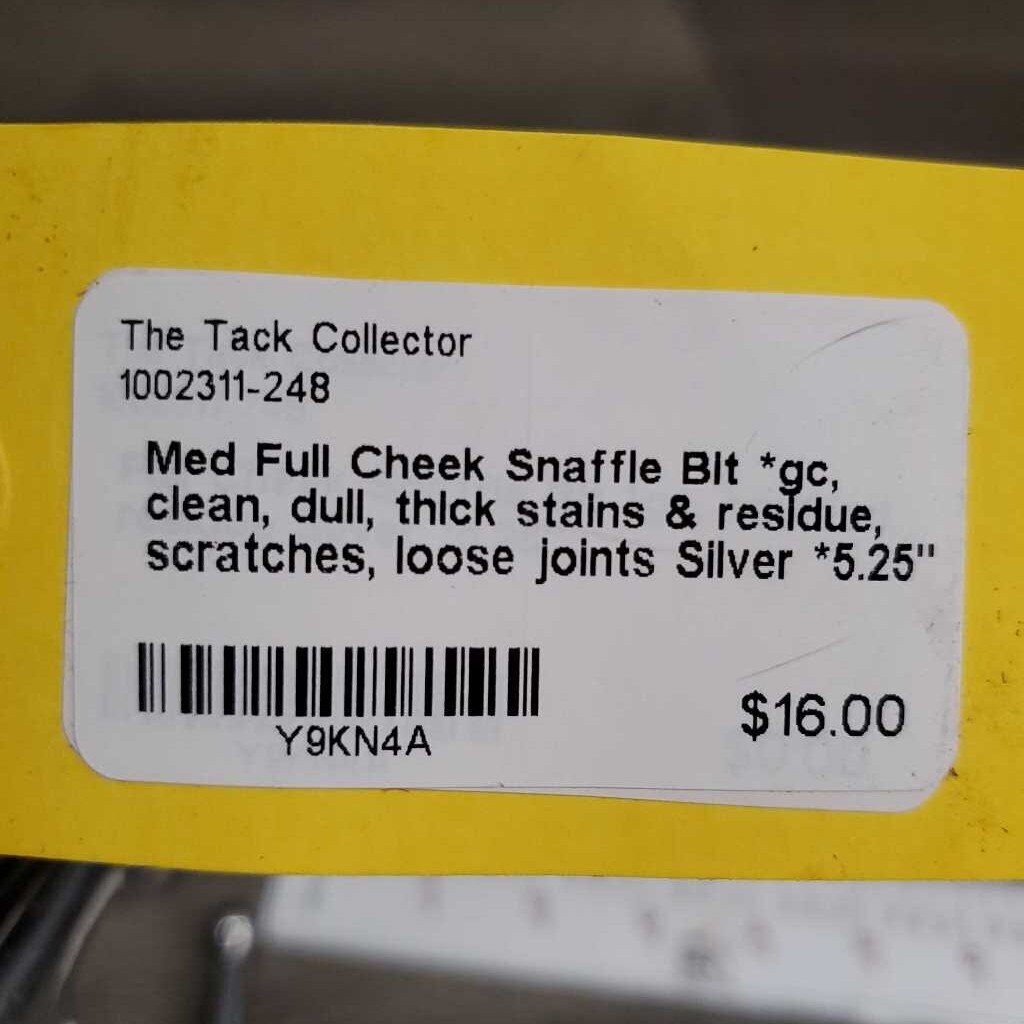 The Tack Collector
1002311-248
Med Full Cheek Snaffle Bit *gc,
clean, dull, thick stains & residue,
scratches, loose joints Silver *5.25"
Y9KN4A
$16.00